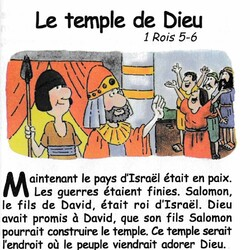 Le temple de Dieu
1 Rois 5-6
Maintenant le pays d'Israël était en paix.
Les guerres étaient finies. Salomon,
le fils de David, était roi d'Israël. Dieu
avait promis à David, que son fils Salomon
pourrait construire le temple. Ce temple serait
l'endroit où le peuple viendrait adorer Dieu.